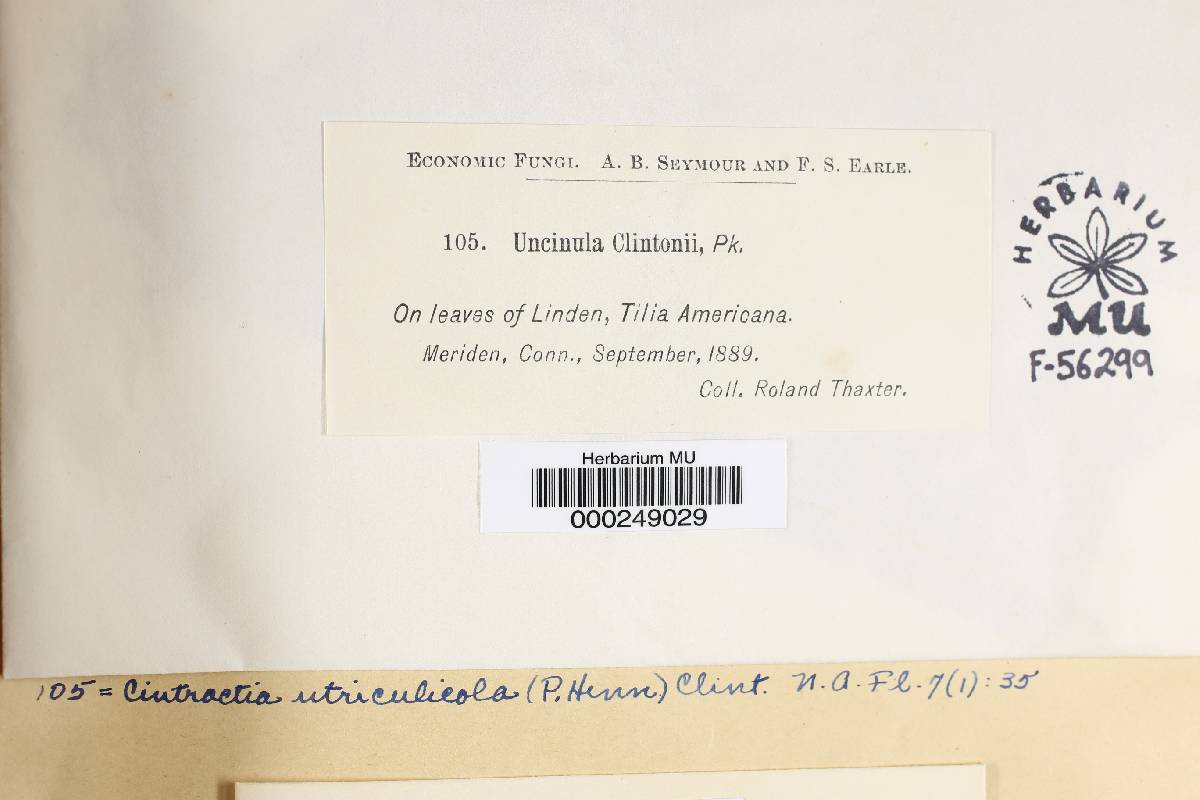 ECONOMIC FUNGI. A. B. SEYMOUR AND F. S. EARLE.
105. Uncinula Clintonii, Pk.
On leaves of Linden, Tilia Americana.
Meriden, Conn., September, 1889.
Coll. Roland Thaxter.
HERBARIUM
MU
F-56299
Herbarium MU
000249029
105 = Cintractia utriculicola (P. Henn) Clint. N. A. Fl. 7(1): 35